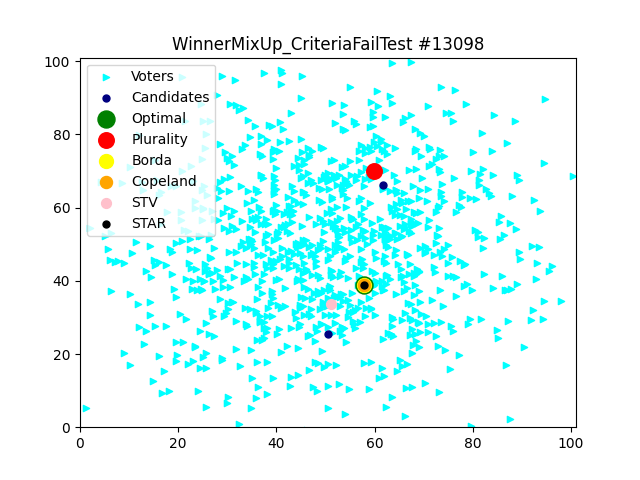 WinnerMixUp_CriteriaFailTest #13098
100
80
60
40
20
0
0
20
40
60
80
100
Voters
Candidates
Optimal
Plurality
Borda
Copeland
STV
STAR